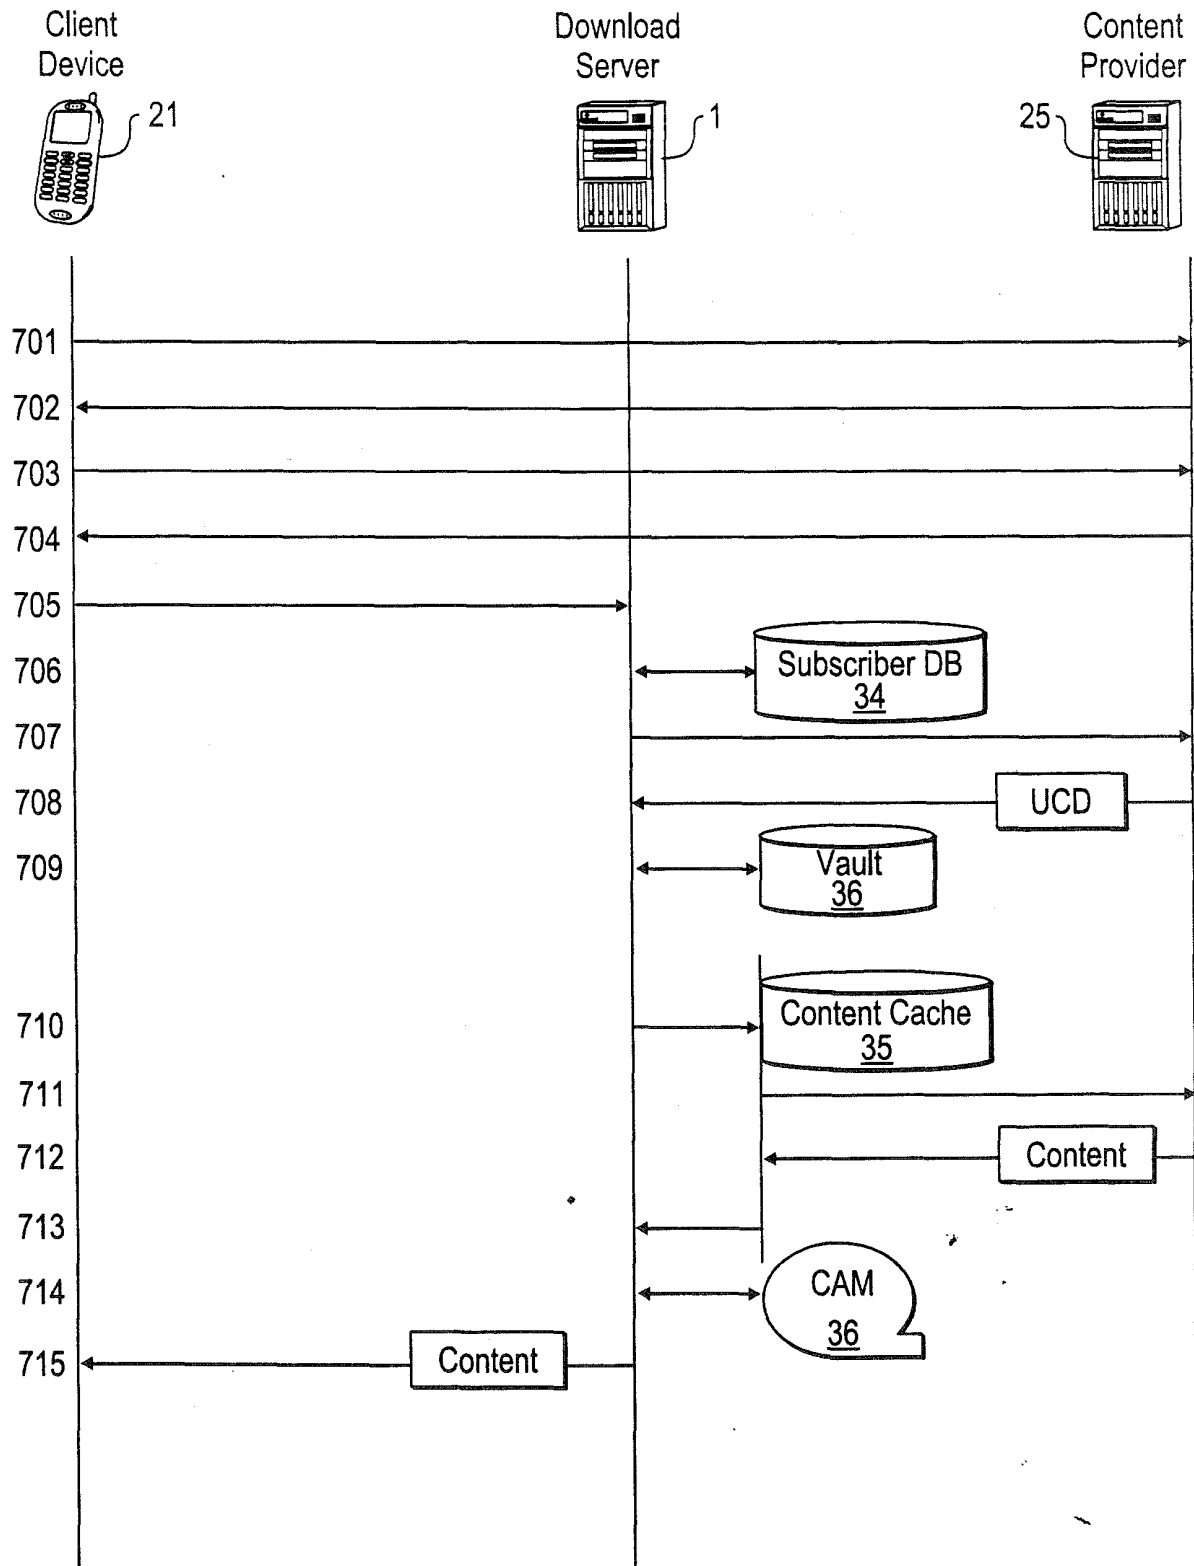 Client
Device
Download
Server
Content
Provider
21
1
25
701
702
703
704
705
706
Subscriber DB
34
707
708
UCD
709
Vault
36
710
Content Cache
35
711
712
Content
713
714
CAM
36
715
Content